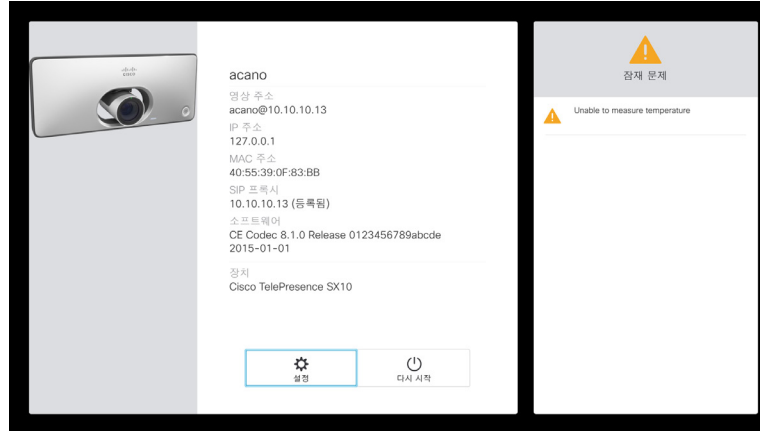 CISCO
acano
영상 주소
acano@10.10.10.13
IP 주소
127.0.0.1
MAC 주소
40:55:39:0F:83:BB
SIP 프록시
10.10.10.13 (등록됨)
소프트웨어
CE Codec 8.1.0 Release 0123456789abcde
2015-01-01
장치
Cisco TelePresence SX10
설정
다시 시작
잠재 문제
Unable to measure temperature